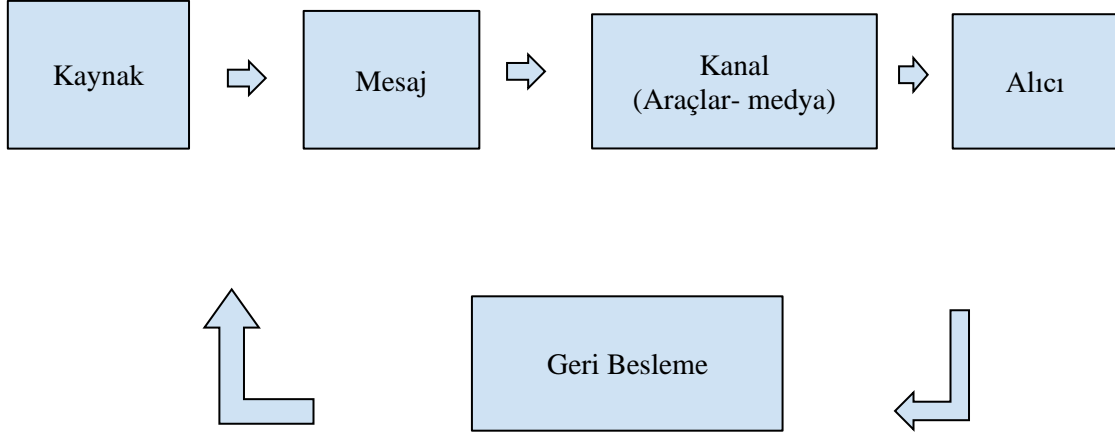 Kaynak
Mesaj
Kanal
(Araçlar- medya)
Alıcı
Geri Besleme